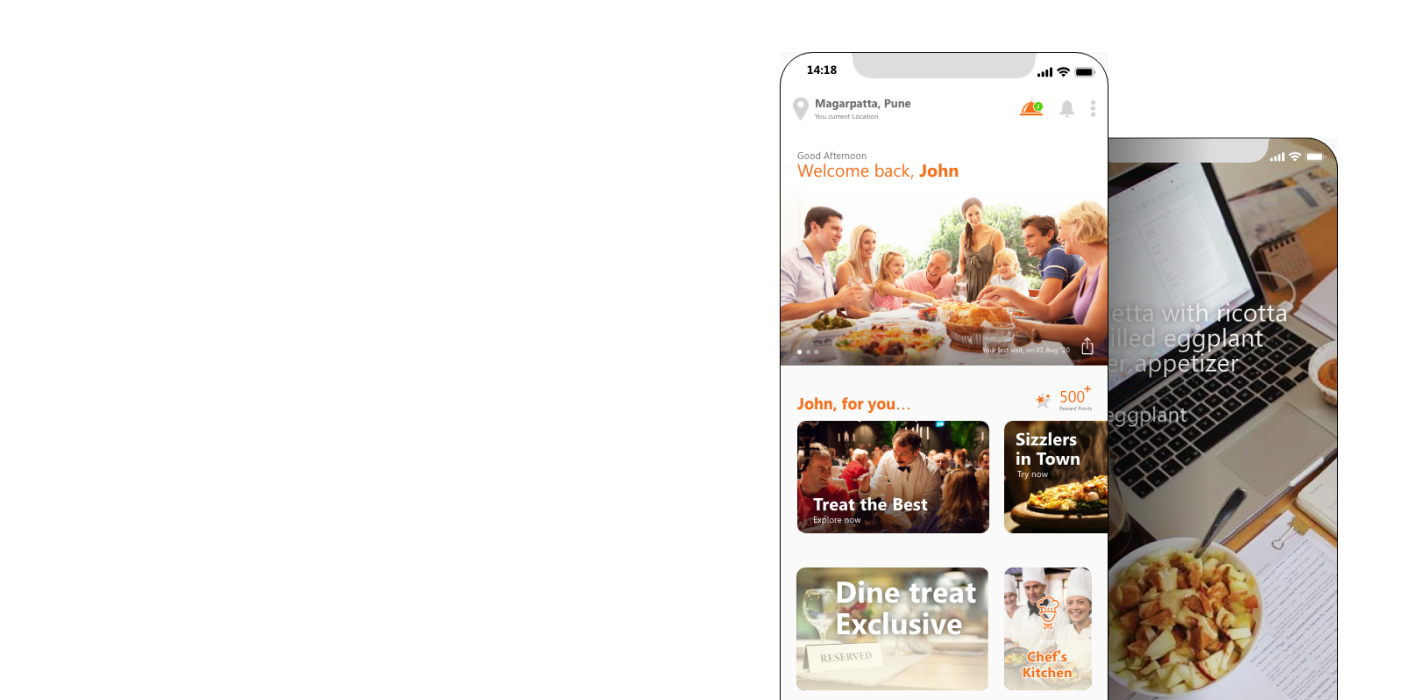 14:18
Magarpatta, Pune
You current Location
Good Afternoon
Welcome back, John
Your last visit, on 01 Aug '20
John, for you...
500+
Reward Points
Treat the Best
Explore now
Sizzlers
in Town
Try now
Dine treat
Exclusive
RESERVED
Chef's
Kitchen
etta with ricotta
illed eggplant
er appetizer
eggplant